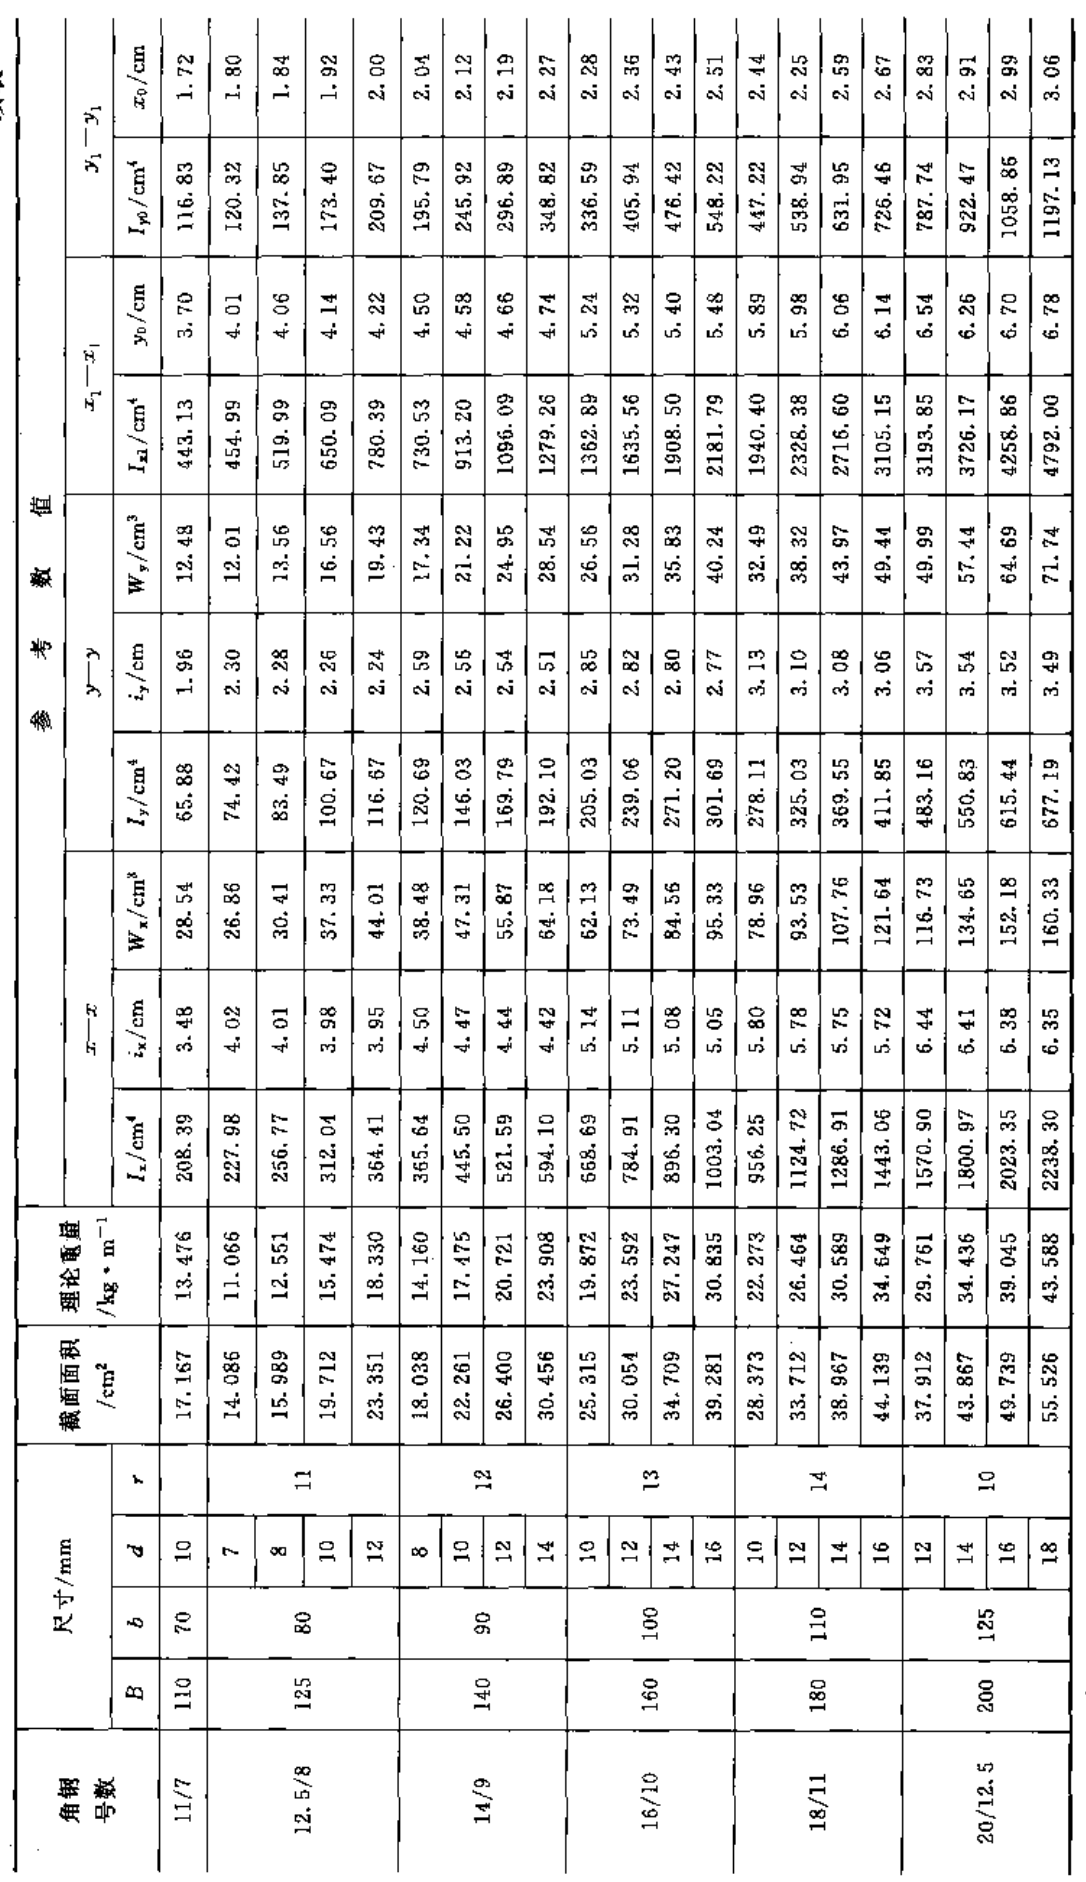 参 考 数 值
角钢号数 尺寸/mm 截面面积/cm² 理论重量/kg·m⁻¹ x—x y—y x₁—x₁ y₁—y₁
B b d r Iₓ/cm⁴ iₓ/cm Wₓ/cm³ I_y/cm⁴ i_y/cm W_y/cm³ I_x1/cm⁴ y₀/cm I_y0/cm⁴ x₀/cm
11/7 110 70 10 17.167 13.476 208.39 3.48 28.54 65.88 1.96 12.48 443.13 3.70 116.83 1.72
12.5/8 125 80 7 11 14.086 11.066 227.98 4.02 26.86 74.42 2.30 12.01 454.99 4.01 120.32 1.80
8 15.989 12.551 256.77 4.01 30.41 83.49 2.28 13.56 519.99 4.06 137.85 1.84
10 19.712 15.474 312.04 3.98 37.33 100.67 2.26 16.56 650.09 4.14 173.40 1.92
12 23.351 18.330 364.41 3.95 44.01 116.67 2.24 19.43 780.39 4.22 209.67 2.00
14/9 140 90 8 12 18.038 14.160 365.64 4.50 38.48 120.69 2.59 17.34 730.53 4.50 195.79 2.04
10 22.261 17.475 445.50 4.47 47.31 146.03 2.56 21.22 913.20 4.58 245.92 2.12
12 26.400 20.721 521.59 4.44 55.87 169.79 2.54 24.95 1096.09 4.66 296.89 2.19
14 30.456 23.908 594.10 4.42 64.18 192.10 2.51 28.54 1279.26 4.74 348.82 2.27
16/10 160 100 10 13 25.315 19.872 668.69 5.14 62.13 205.03 2.85 26.56 1362.89 5.24 336.59 2.28
12 30.054 23.592 784.91 5.11 73.49 239.06 2.82 31.28 1635.56 5.32 405.94 2.36
14 34.709 27.247 896.30 5.08 84.56 271.20 2.80 35.83 1908.50 5.40 476.42 2.43
16 39.281 30.835 1003.04 5.05 95.33 301.69 2.77 40.24 2181.79 5.48 548.22 2.51
18/11 180 110 10 14 28.373 22.273 956.25 5.80 78.96 278.11 3.13 32.49 1940.40 5.89 447.22 2.44
12 33.712 26.464 1124.72 5.78 93.53 325.03 3.10 38.32 2328.38 5.98 538.94 2.25
14 38.967 30.589 1286.91 5.75 107.76 369.55 3.08 43.97 2716.60 6.06 631.95 2.59
16 44.139 34.649 1443.06 5.72 121.64 411.85 3.06 49.44 3105.15 6.14 726.46 2.67
20/12.5 200 125 12 10 37.912 29.761 1570.90 6.44 116.73 483.16 3.57 49.99 3193.85 6.54 787.74 2.83
14 43.867 34.436 1800.97 6.41 134.65 550.83 3.54 57.44 3726.17 6.26 922.47 2.91
16 49.739 39.045 2023.35 6.38 152.18 615.44 3.52 64.69 4258.86 6.70 1058.86 2.99
18 55.526 43.588 2238.30 6.35 160.33 677.19 3.49 71.74 4792.00 6.78 1197.13 3.06